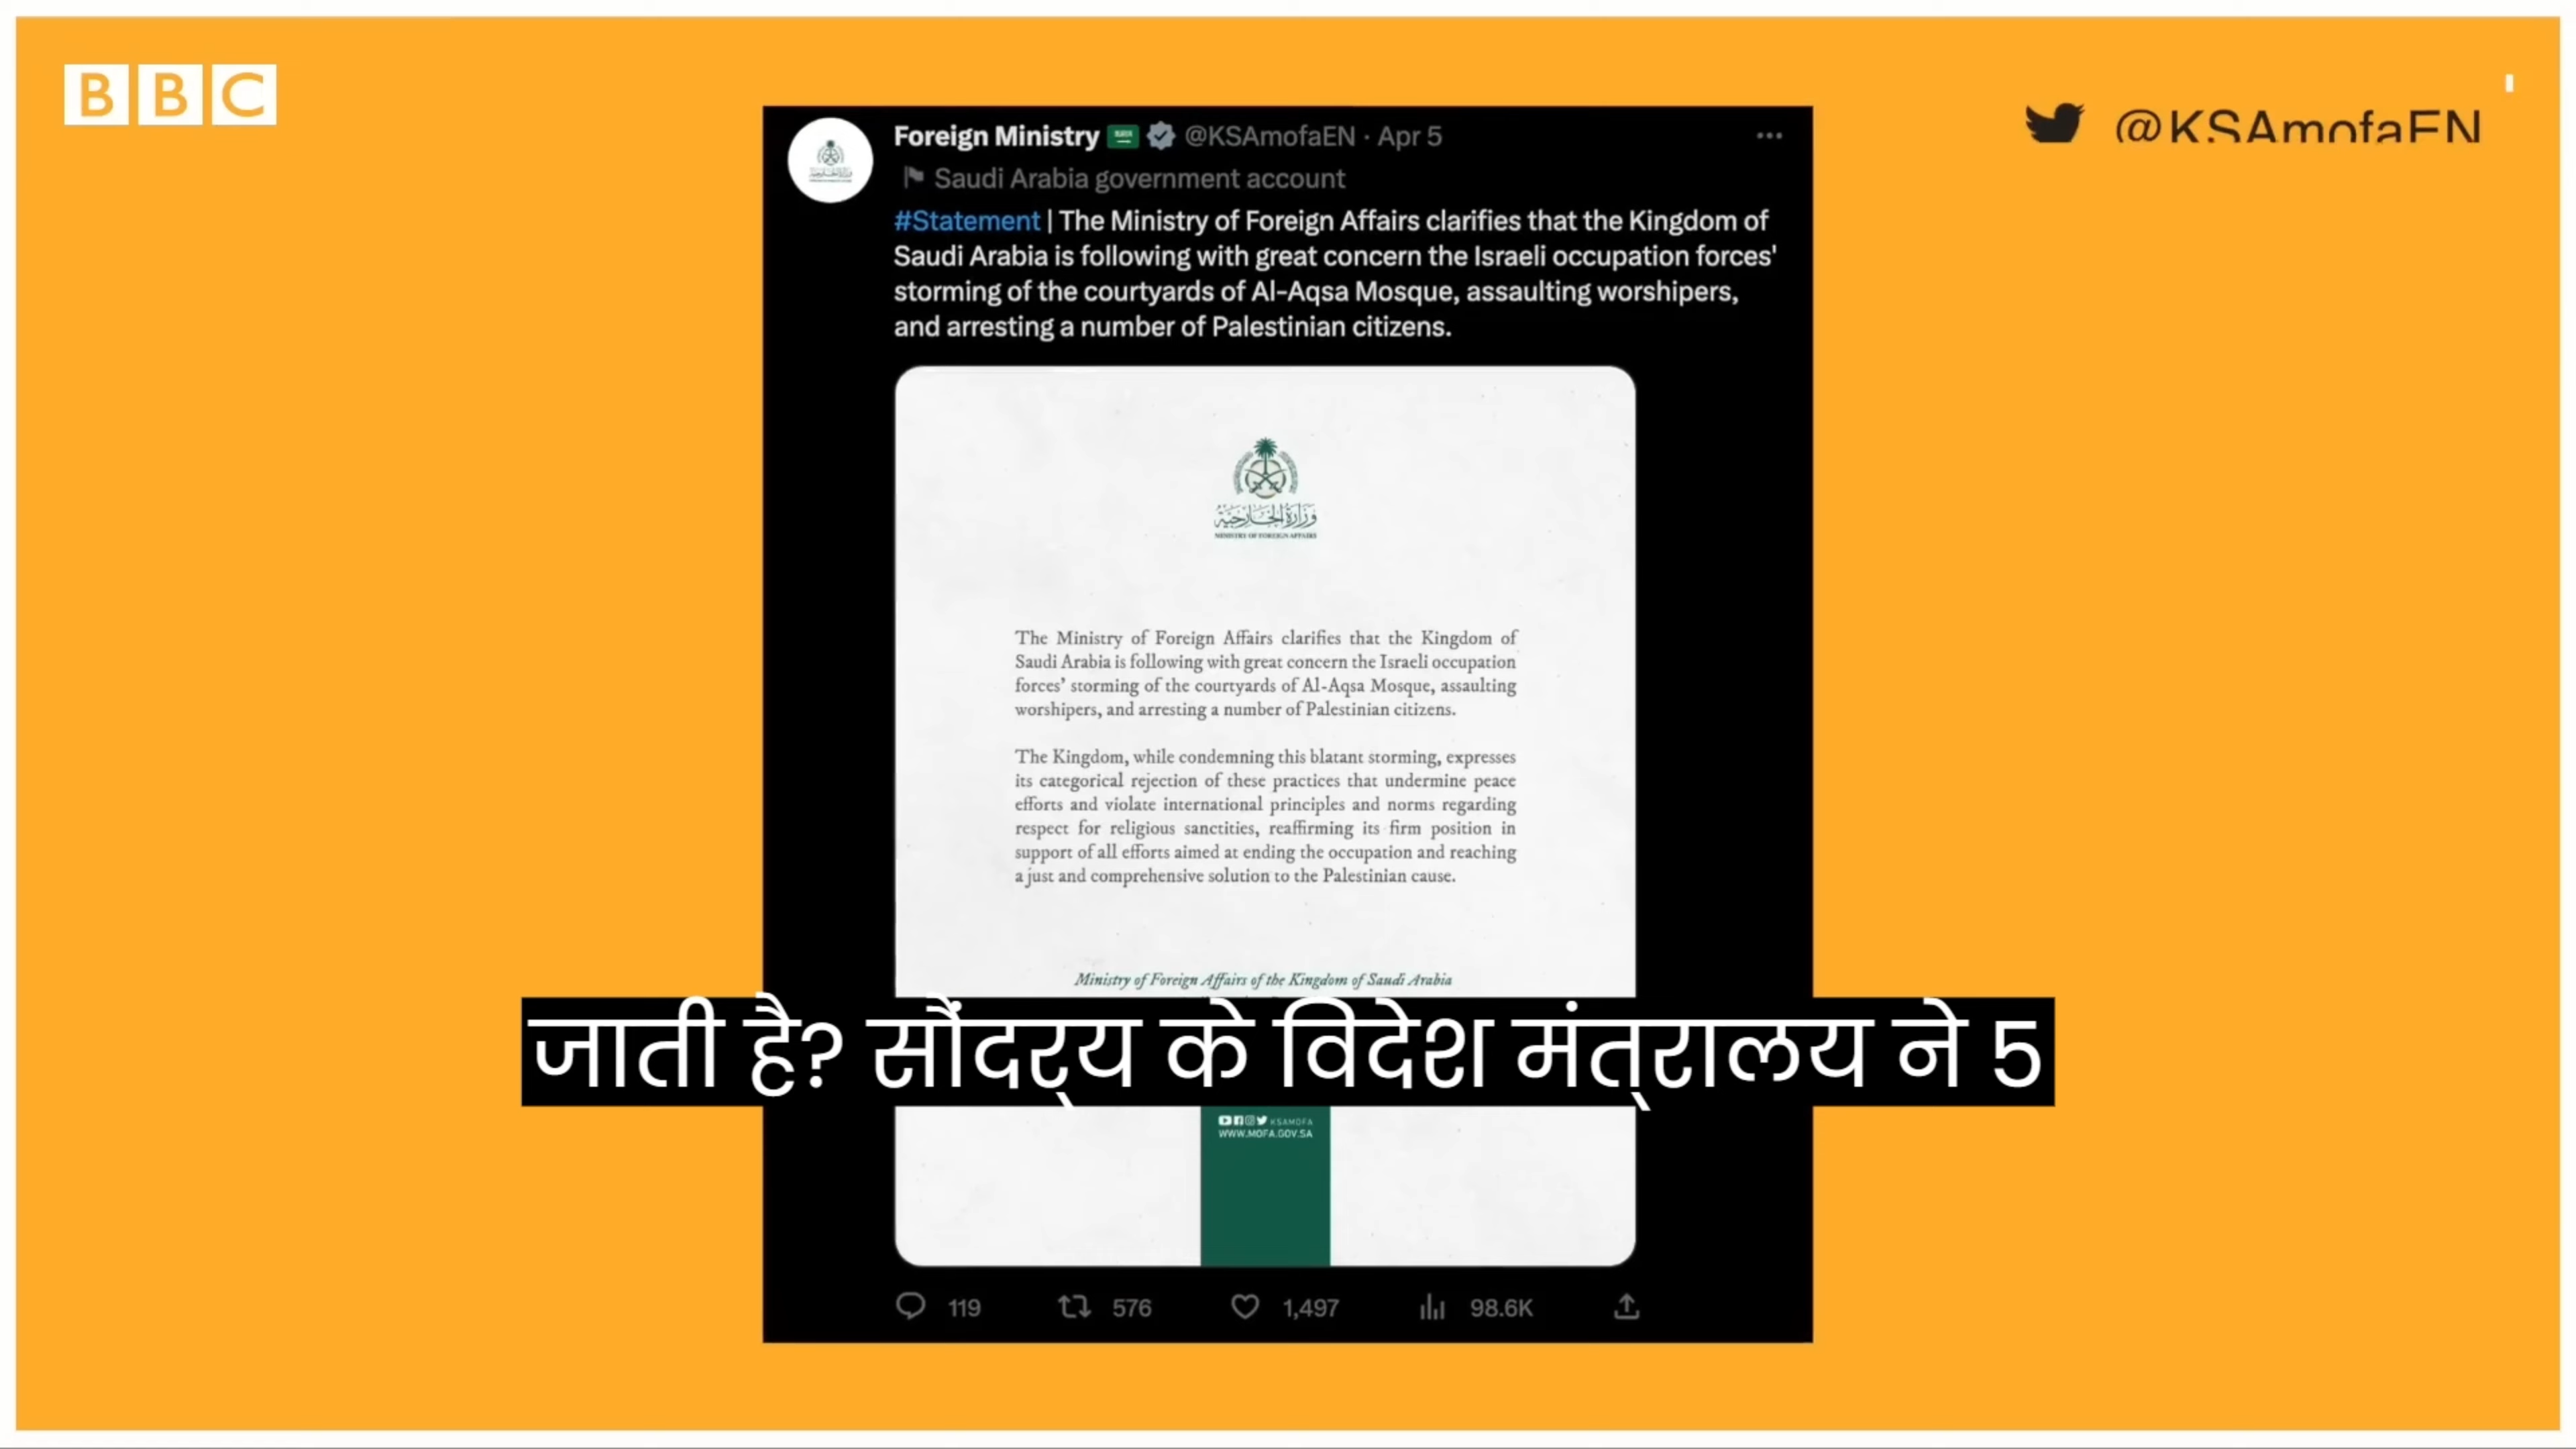 BBC
@KSAmofaEN
Foreign Ministry @KSAmofaEN · Apr 5
Saudi Arabia government account
#Statement | The Ministry of Foreign Affairs clarifies that the Kingdom of
Saudi Arabia is following with great concern the Israeli occupation forces'
storming of the courtyards of Al-Aqsa Mosque, assaulting worshipers,
and arresting a number of Palestinian citizens.
وزارة الخارجية
MINISTRY OF FOREIGN AFFAIRS
The Ministry of Foreign Affairs clarifies that the Kingdom of
Saudi Arabia is following with great concern the Israeli occupation
forces’ storming of the courtyards of Al-Aqsa Mosque, assaulting
worshipers, and arresting a number of Palestinian citizens.
The Kingdom, while condemning this blatant storming, expresses
its categorical rejection of these practices that undermine peace
efforts and violate international principles and norms regarding
respect for religious sanctities, reaffirming its firm position in
support of all efforts aimed at ending the occupation and reaching
a just and comprehensive solution to the Palestinian cause.
Ministry of Foreign Affairs of the Kingdom of Saudi Arabia
जाती है? सौंदर्य के विदेश मंत्रालय ने 5
KSAMOFA
WWW.MOFA.GOV.SA
119 576 1,497 98.6K